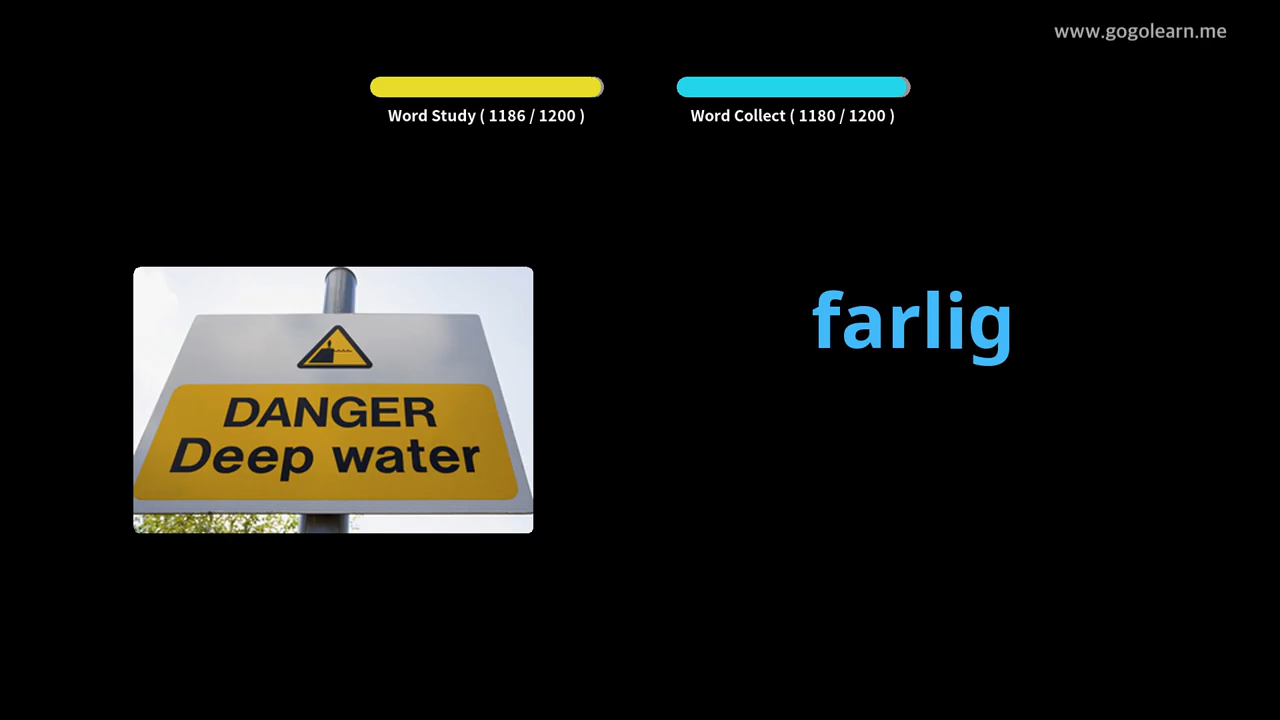 www.gogolearn.me
Word Study ( 1186 / 1200 )
Word Collect ( 1180 / 1200 )
farlig
DANGER
Deep water